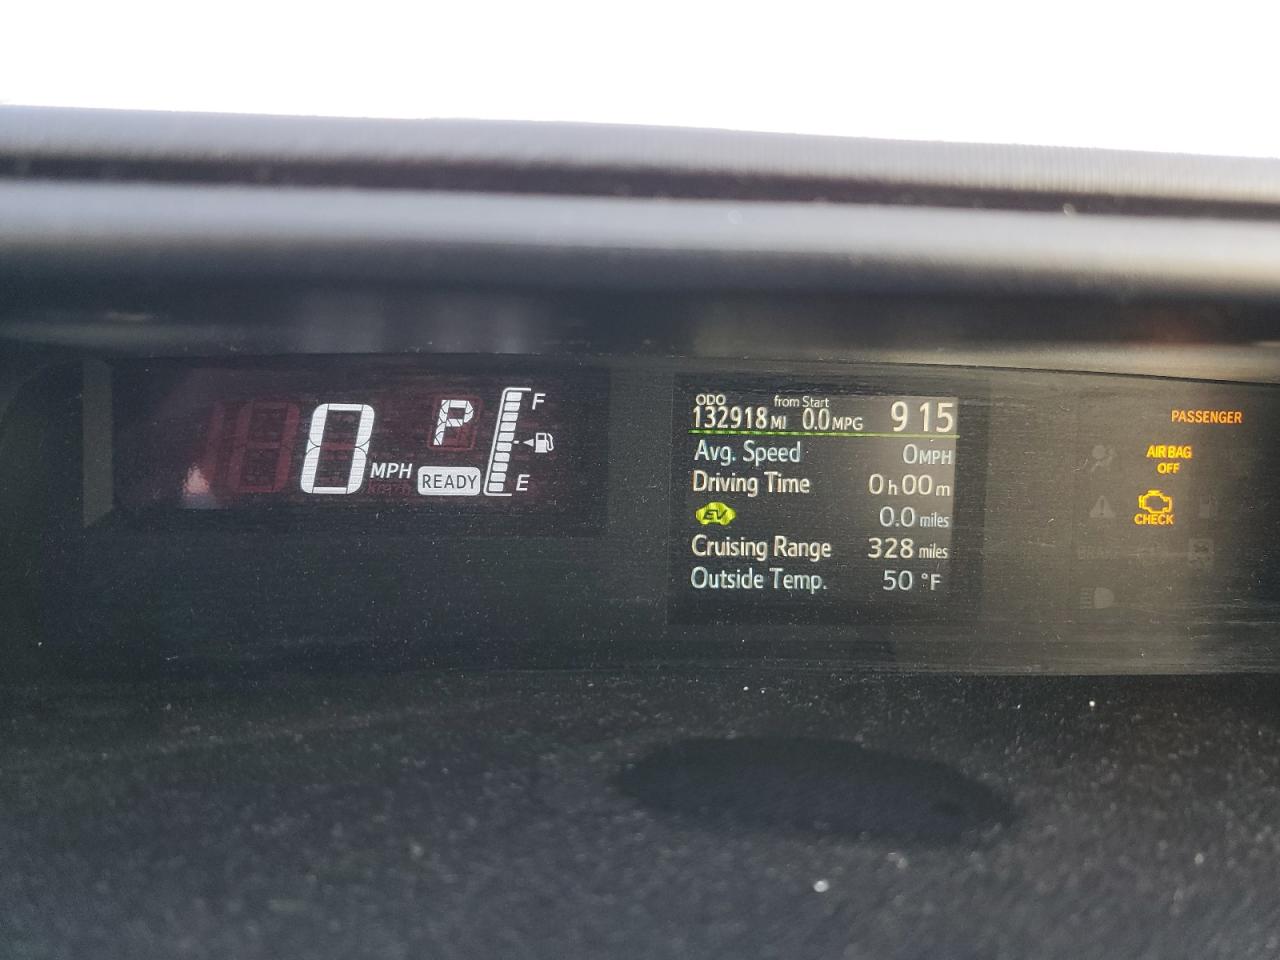 0 MPH
P
READY
F
E
ODO
from Start
132918 MI 0.0 MPG 9 15
Avg. Speed 0 MPH
Driving Time 0 h 00 m
EV 0.0 miles
Cruising Range 328 miles
Outside Temp. 50 °F
PASSENGER
AIR BAG
OFF
CHECK